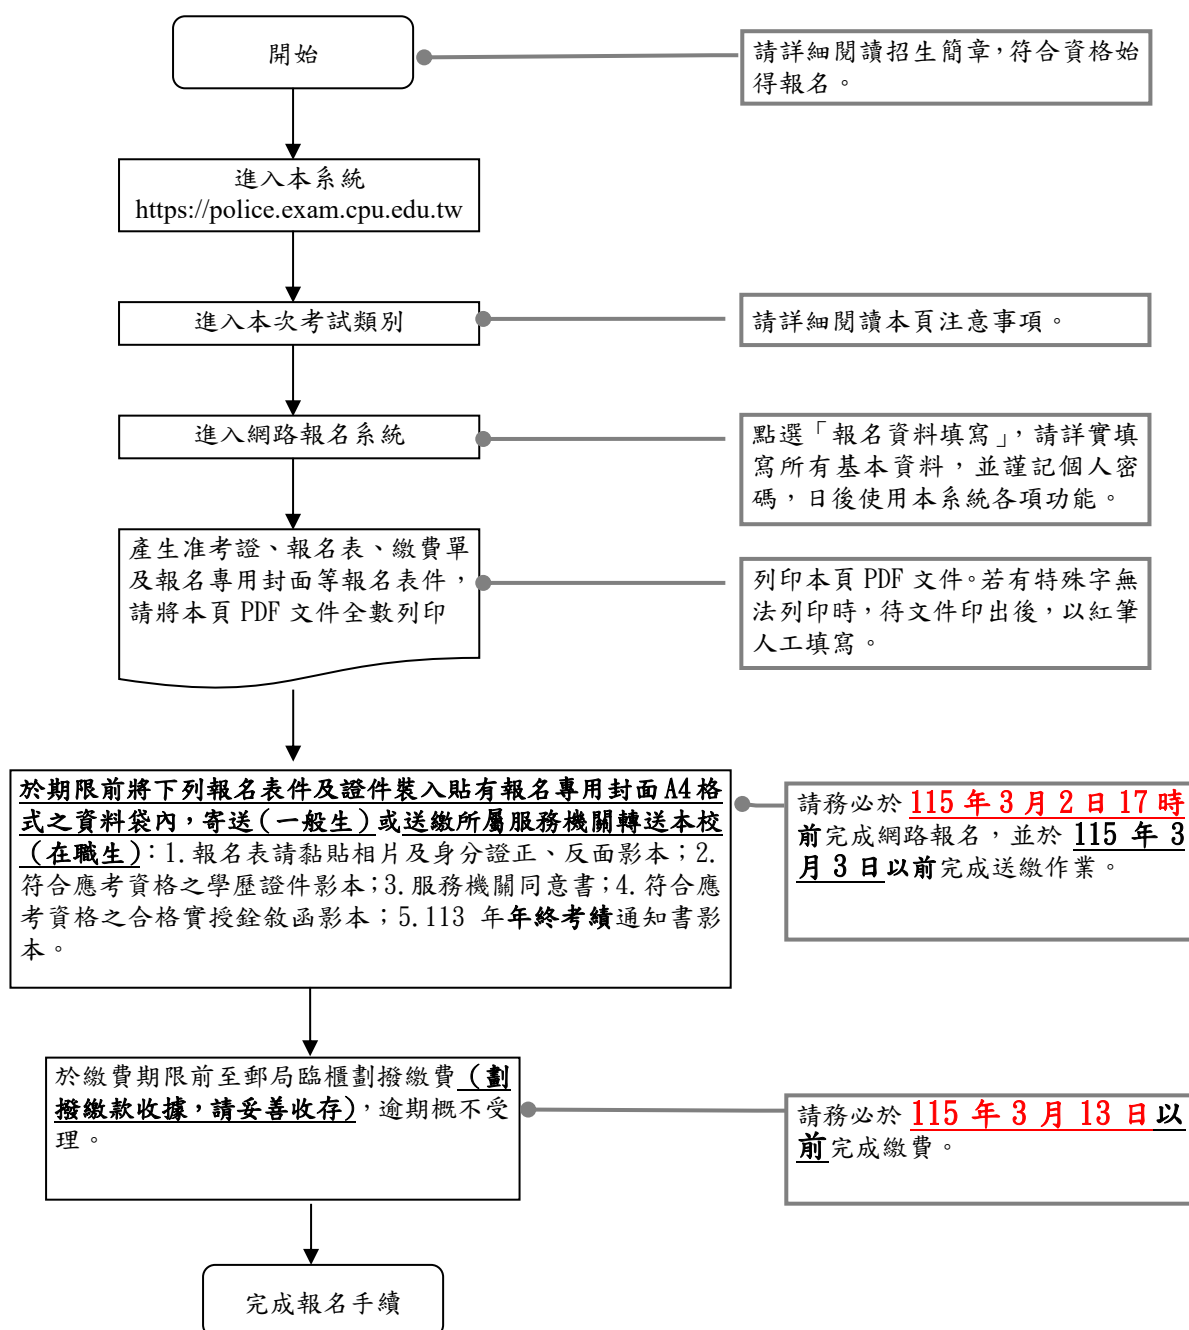 開始
請詳細閱讀招生簡章,符合資格始
得報名。
進入本系統
https://police.exam.cpu.edu.tw
進入本次考試類別
請詳細閱讀本頁注意事項。
進入網路報名系統
點選「報名資料填寫」,請詳實填
寫所有基本資料,並謹記個人密
碼,日後使用本系統各項功能。
產生准考證、報名表、繳費單
及報名專用封面等報名表件,
請將本頁 PDF 文件全數列印
列印本頁 PDF 文件。若有特殊字無
法列印時,待文件印出後,以紅筆
人工填寫。
於期限前將下列報名表件及證件裝入貼有報名專用封面 A4 格
式之資料袋內,寄送(一般生)或送繳所屬服務機關轉送本校
(在職生):1.報名表請黏貼相片及身分證正、反面影本;2.
符合應考資格之學歷證件影本;3.服務機關同意書;4.符合應
考資格之合格實授銓敘函影本;5.113 年年終考績通知書影
本。
請務必於 115 年 3 月 2 日 17 時
前完成網路報名,並於 115 年 3
月 3 日以前完成送繳作業。
於繳費期限前至郵局臨櫃劃撥繳費(劃
撥繳款收據,請妥善收存),逾期概不受
理。
請務必於 115 年 3 月 13 日以
前完成繳費。
完成報名手續